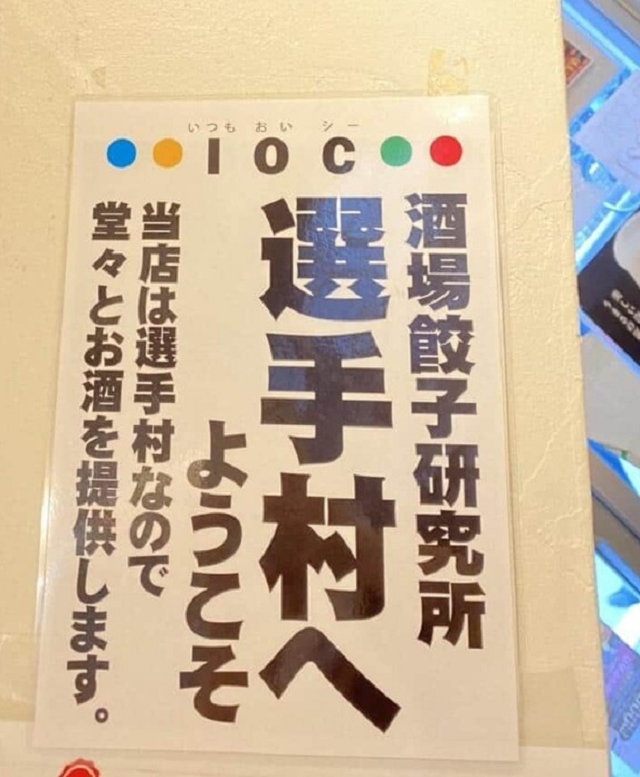 いつも おい シー
IOC
酒場餃子研究所
選手村へ
ようこそ
当店は選手村なので
堂々とお酒を提供します。